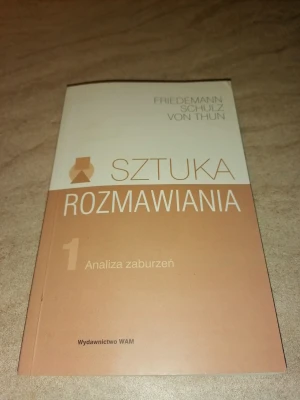 FRIEDEMANN
SCHULZ
VON THUN
SZTUKA
ROZMAWIANIA
1 Analiza zaburzeń
Wydawnictwo WAM